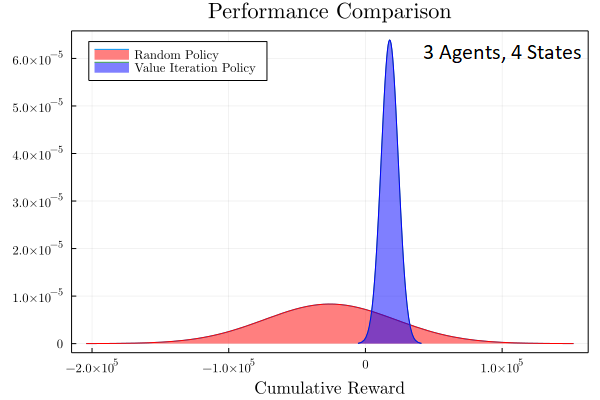 Performance Comparison
3 Agents, 4 States
Random Policy
Value Iteration Policy
6.0×10⁻⁵
5.0×10⁻⁵
4.0×10⁻⁵
3.0×10⁻⁵
2.0×10⁻⁵
1.0×10⁻⁵
0
−2.0×10⁵ −1.0×10⁵ 0 1.0×10⁵
Cumulative Reward